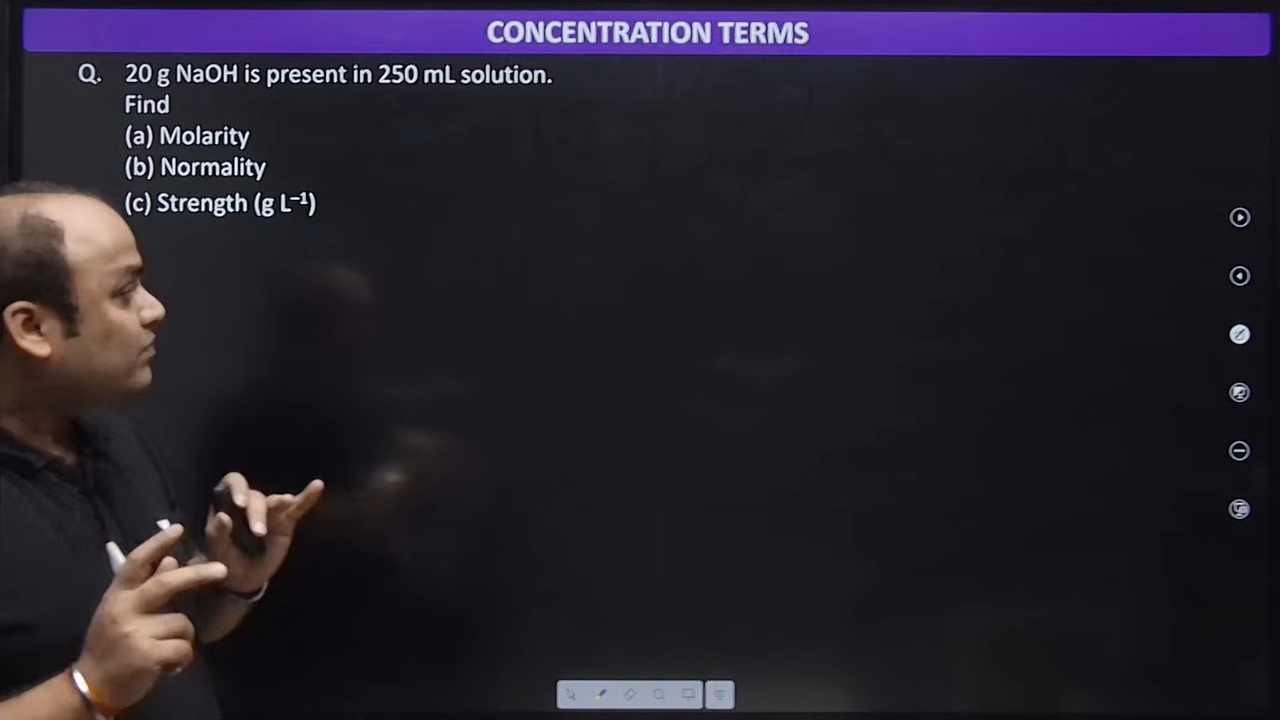 CONCENTRATION TERMS
Q. 20 g NaOH is present in 250 mL solution.
Find
(a) Molarity
(b) Normality
(c) Strength (g L⁻¹)